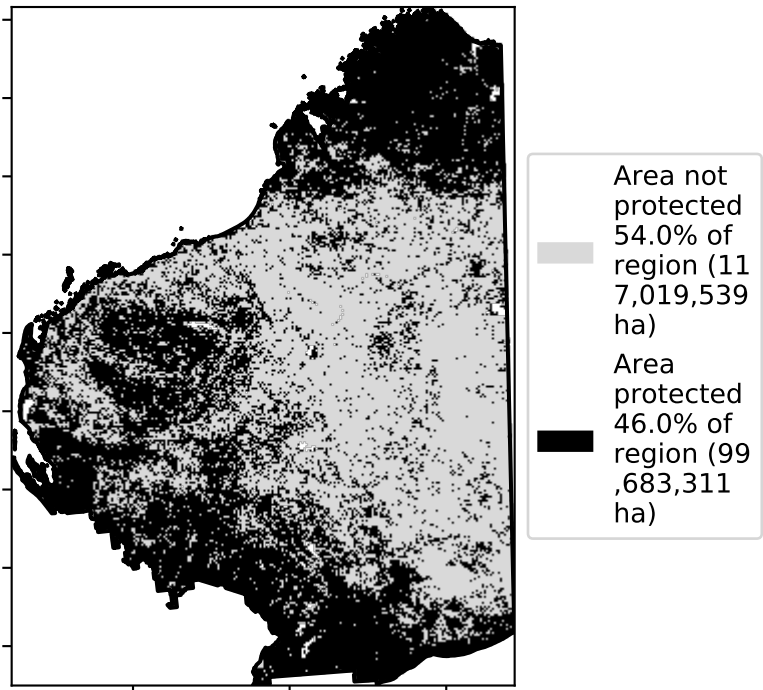 Area not
protected
54.0% of
region (11
7,019,539
ha)
Area
protected
46.0% of
region (99
,683,311
ha)